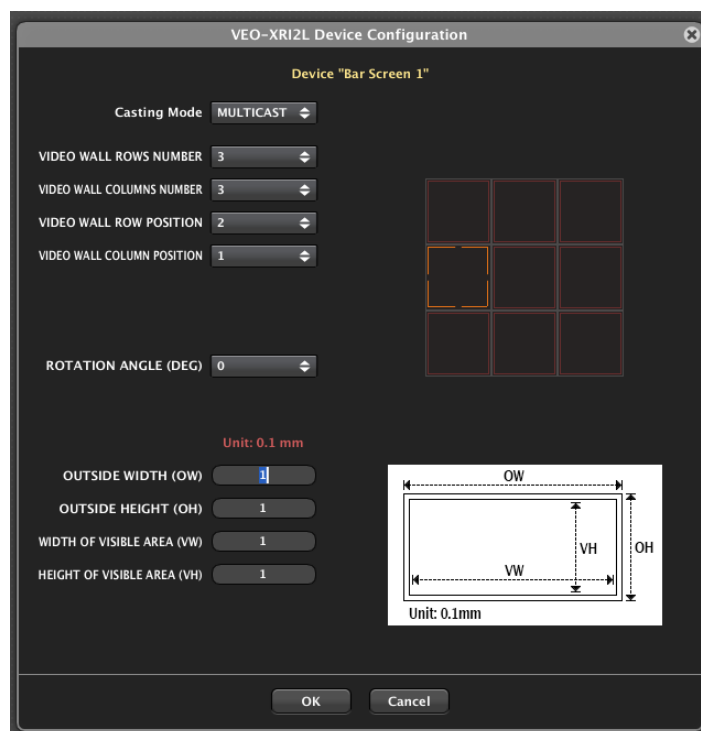 VEO-XRI2L Device Configuration
Device "Bar Screen 1"
Casting Mode MULTICAST
VIDEO WALL ROWS NUMBER 3
VIDEO WALL COLUMNS NUMBER 3
VIDEO WALL ROW POSITION 2
VIDEO WALL COLUMN POSITION 1
ROTATION ANGLE (DEG) 0
Unit: 0.1 mm
OUTSIDE WIDTH (OW) 1
OUTSIDE HEIGHT (OH) 1
WIDTH OF VISIBLE AREA (VW) 1
HEIGHT OF VISIBLE AREA (VH) 1
OW
VH
OH
VW
Unit: 0.1mm
OK Cancel